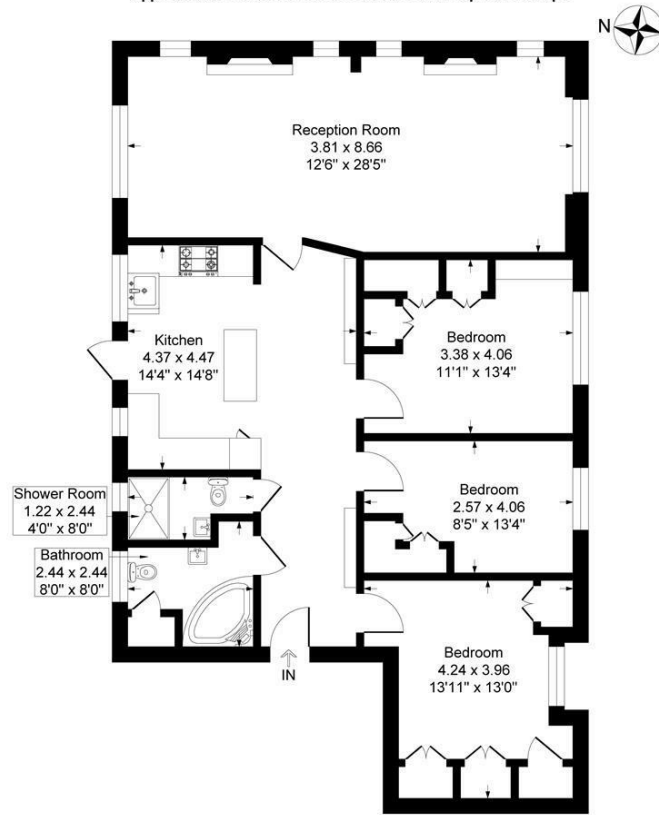 N
Reception Room
3.81 x 8.66
12'6" x 28'5"
Kitchen
4.37 x 4.47
14'4" x 14'8"
Bedroom
3.38 x 4.06
11'1" x 13'4"
Shower Room
1.22 x 2.44
4'0" x 8'0"
Bedroom
2.57 x 4.06
8'5" x 13'4"
Bathroom
2.44 x 2.44
8'0" x 8'0"
Bedroom
4.24 x 3.96
13'11" x 13'0"
IN